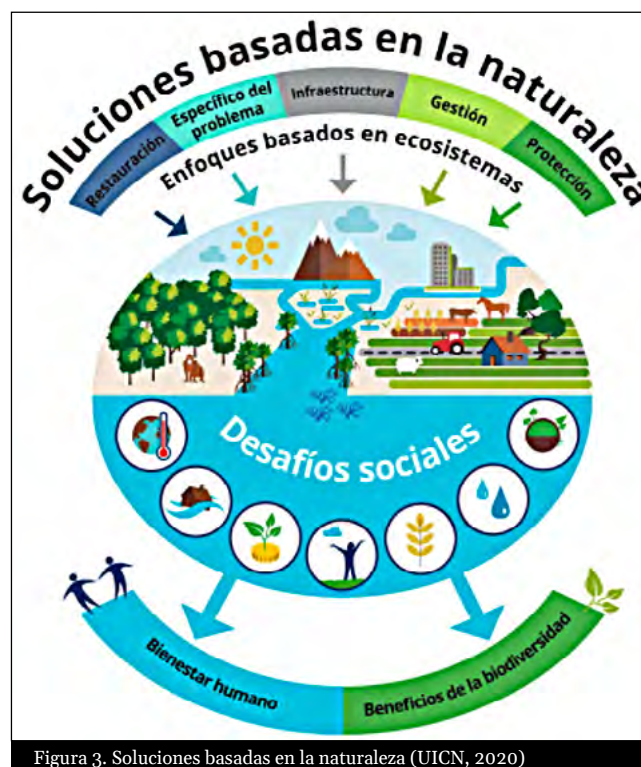 Soluciones basadas en la naturaleza
Restauración
Específico del
problema
Infraestructura
Gestión
Protección
Enfoques basados en ecosistemas
Desafíos sociales
Bienestar humano
Beneficios de la biodiversidad
Figura 3. Soluciones basadas en la naturaleza (UICN, 2020)